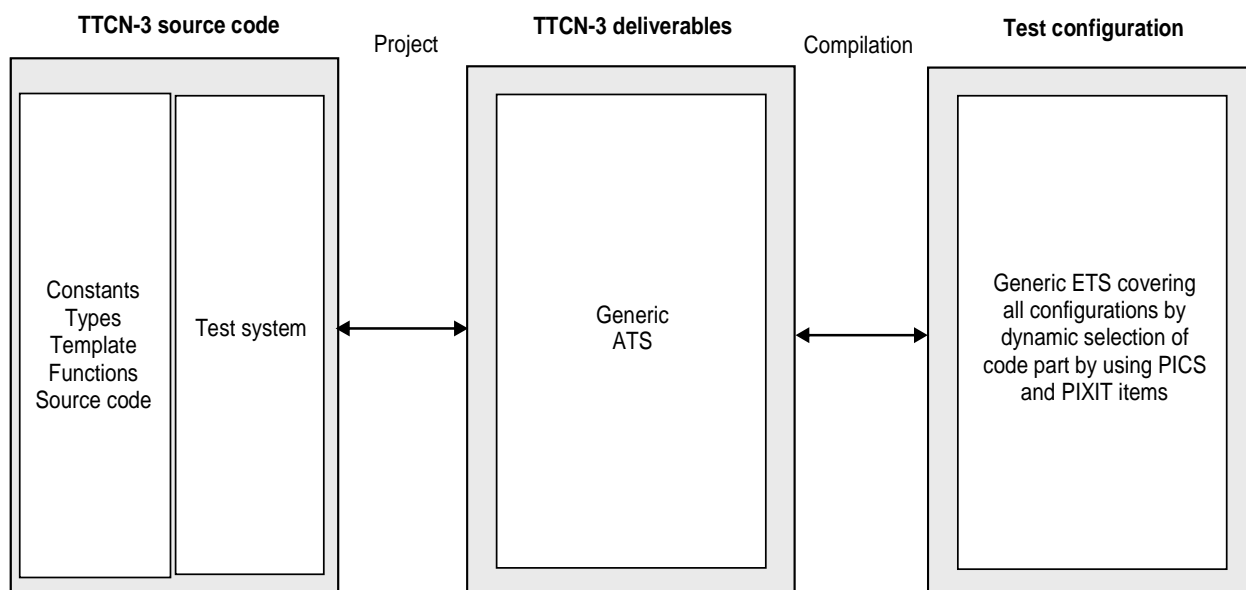 TTCN-3 source code
Project
TTCN-3 deliverables
Compilation
Test configuration
Constants
Types
Template
Functions
Source code
Test system
Generic
ATS
Generic ETS covering
all configurations by
dynamic selection of
code part by using PICS
and PIXIT items